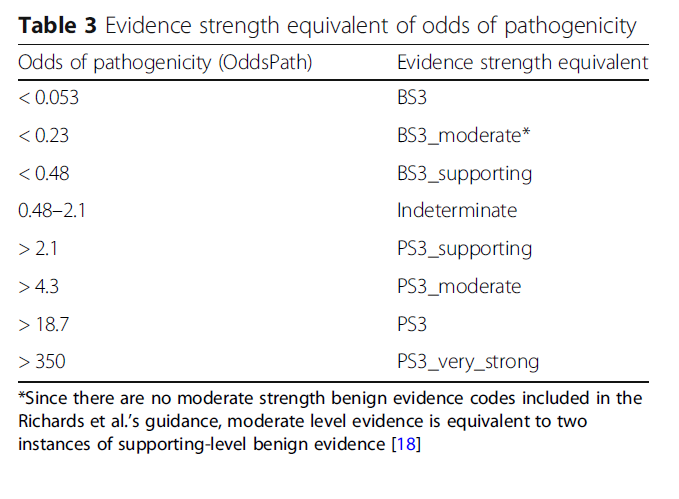 Table 3 Evidence strength equivalent of odds of pathogenicity
Odds of pathogenicity (OddsPath) Evidence strength equivalent
< 0.053 BS3
< 0.23 BS3_moderate*
< 0.48 BS3_supporting
0.48–2.1 Indeterminate
> 2.1 PS3_supporting
> 4.3 PS3_moderate
> 18.7 PS3
> 350 PS3_very_strong
*Since there are no moderate strength benign evidence codes included in the
Richards et al.’s guidance, moderate level evidence is equivalent to two
instances of supporting-level benign evidence [18]